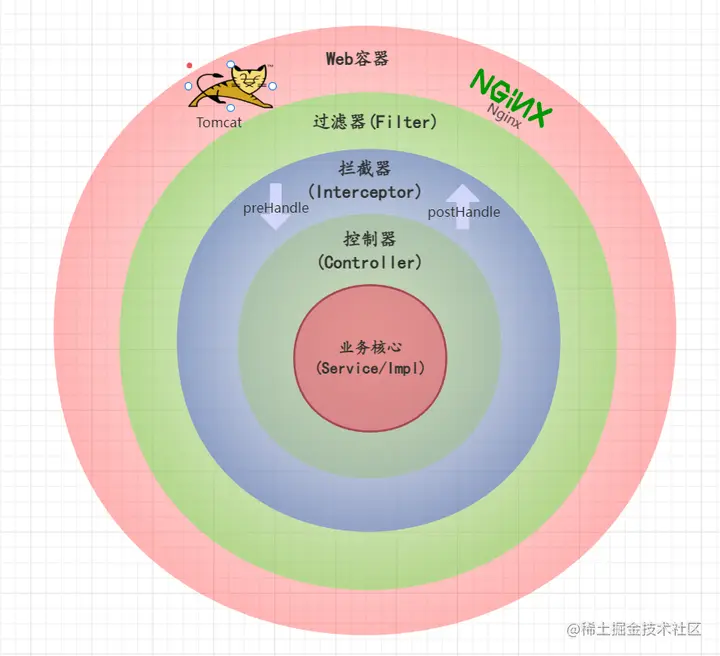 Web容器
NGiNX
Nginx
Tomcat
过滤器(Filter)
拦截器
(Interceptor)
preHandle
postHandle
控制器
(Controller)
业务核心
(Service/Impl)
@稀土掘金技术社区